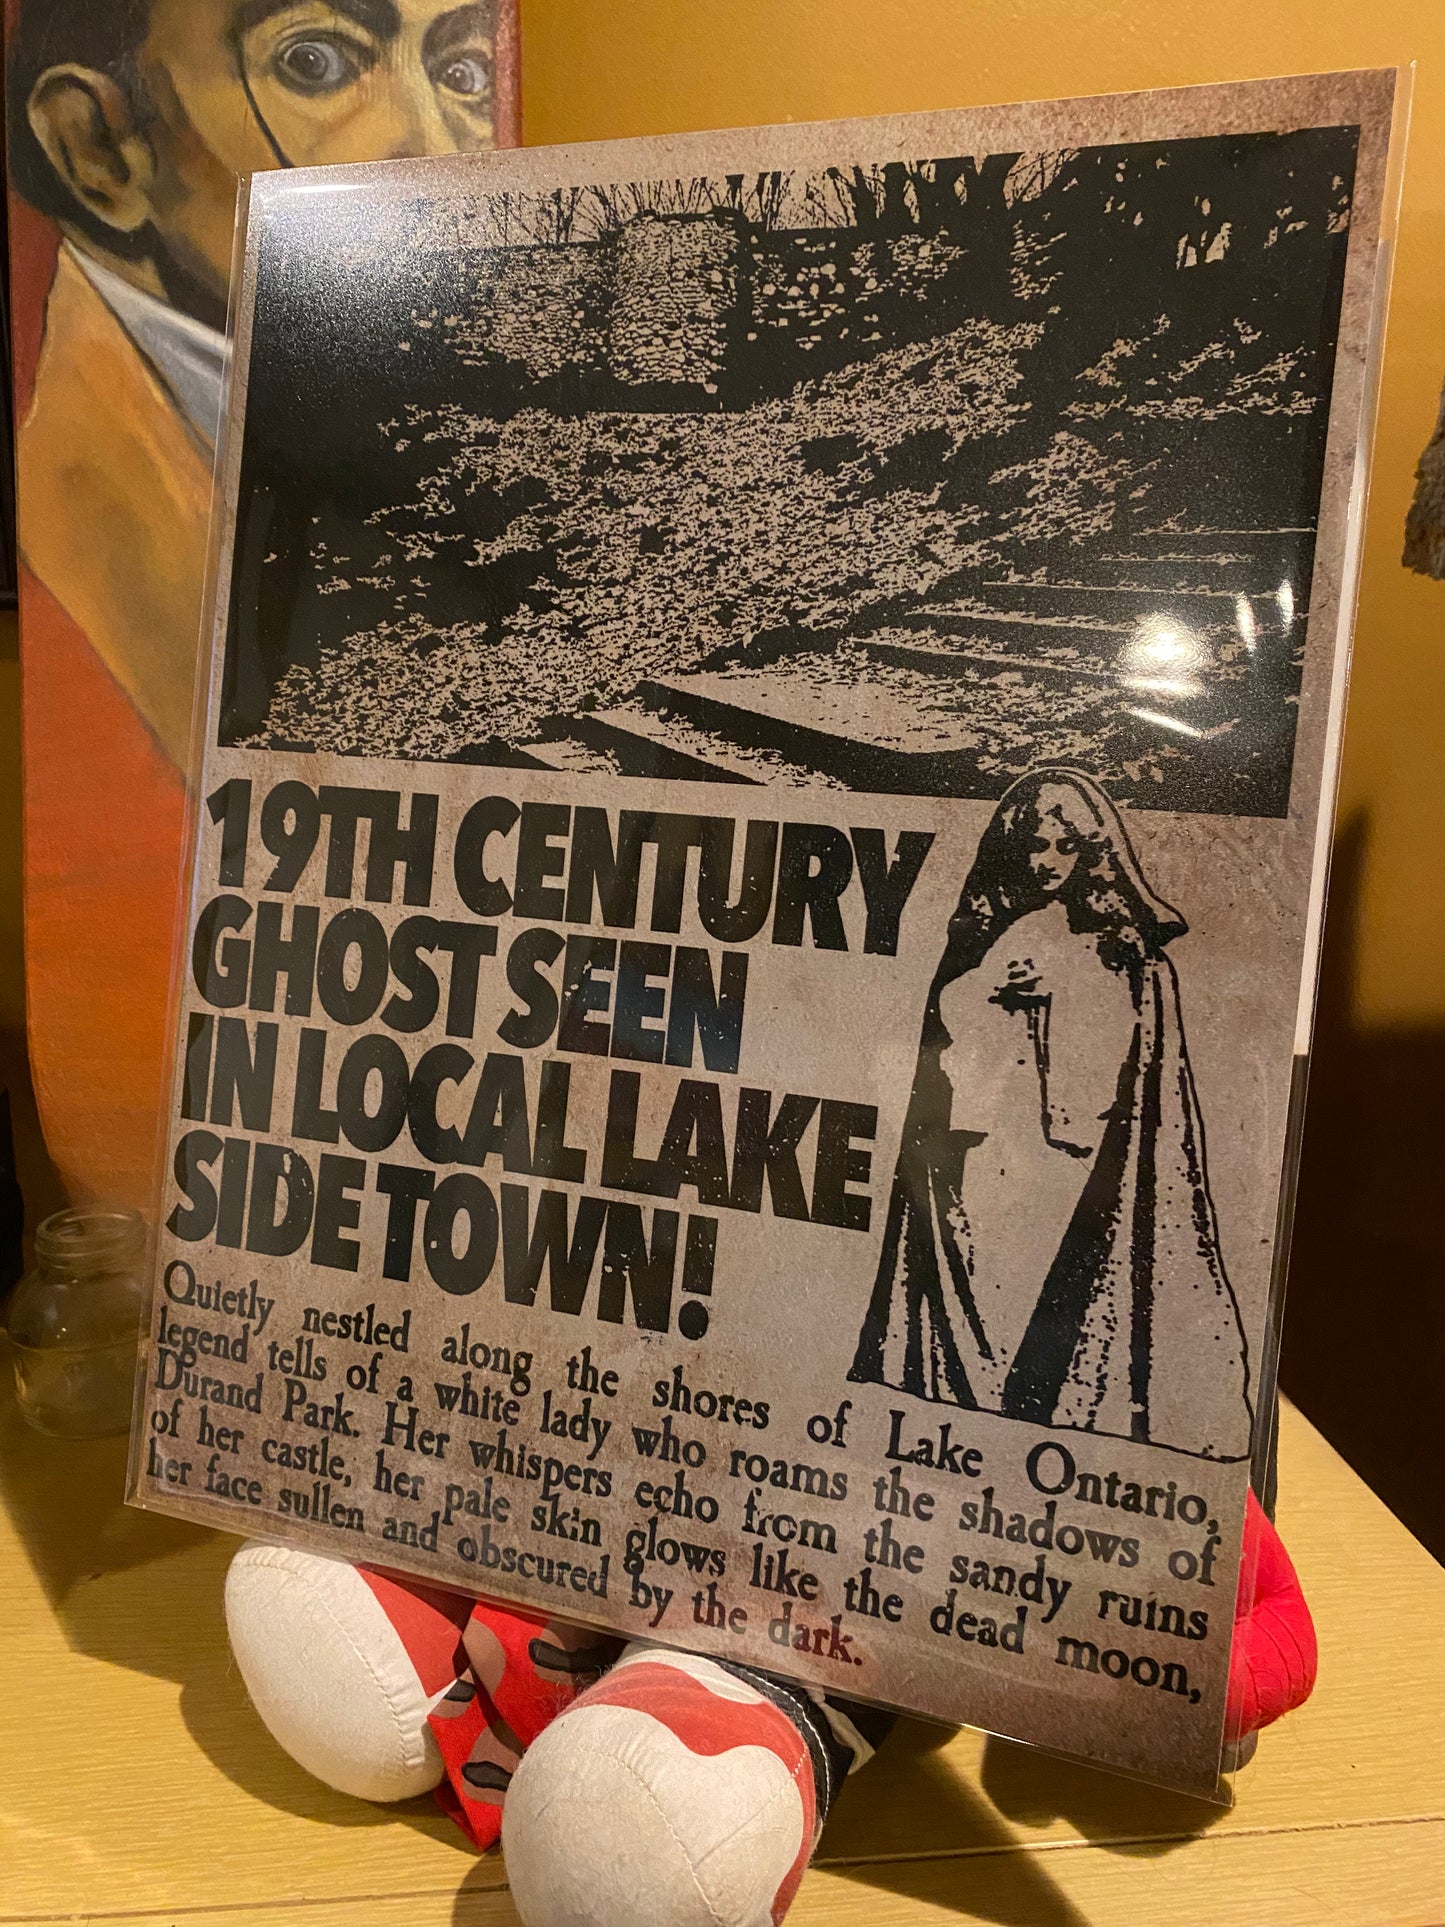 19TH CENTURY
GHOST SEEN
IN LOCAL LAKE
SIDE TOWN!
Quietly nestled along the shores of Lake Ontario,
legend tells of a white lady who roams the shadows of
Durand Park. Her whispers echo from the sandy ruins
of her castle, her pale skin glows like the dead moon,
her face sullen and obscured by the dark.